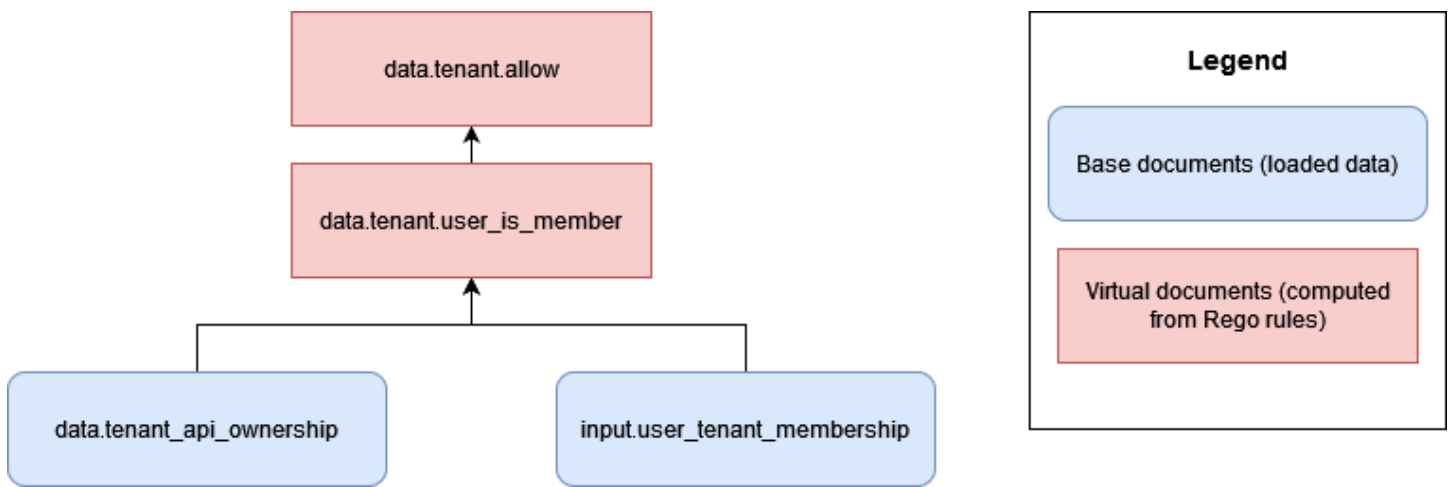 data.tenant.allow
data.tenant.user_is_member
data.tenant_api_ownership
input.user_tenant_membership
Legend
Base documents (loaded data)
Virtual documents (computed
from Rego rules)